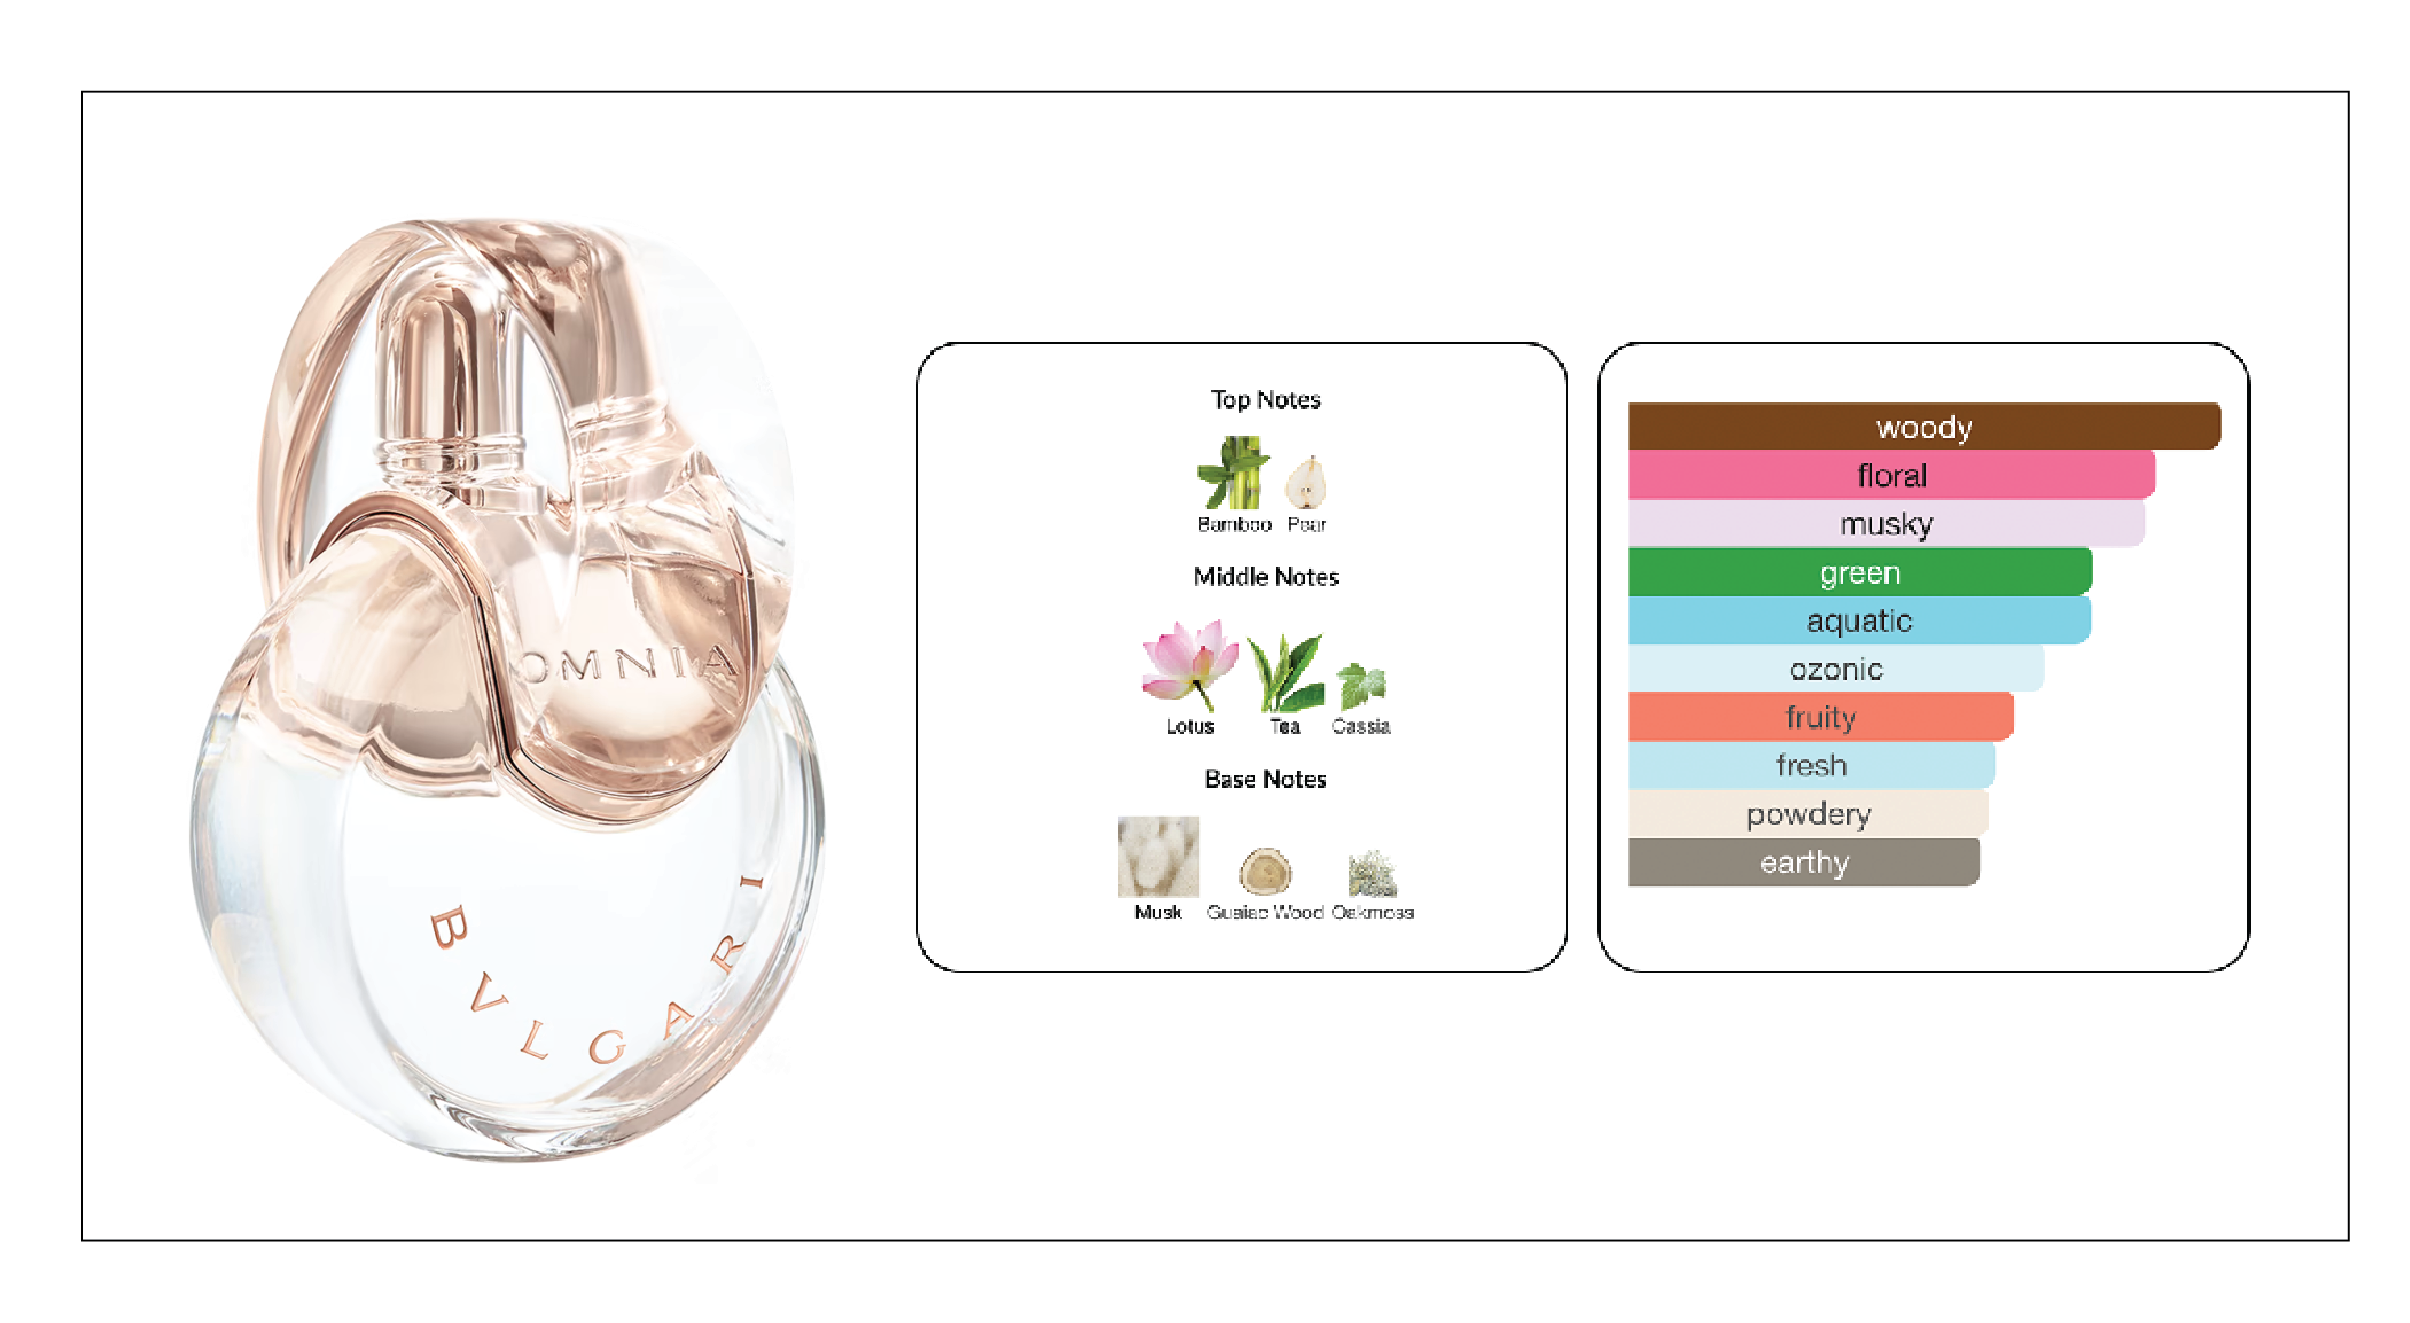 OMNIA
BVLGARI
Top Notes
Bamboo Pear
Middle Notes
Lotus Tea Cassia
Base Notes
Musk Guaiac Wood Oakmoss
woody
floral
musky
green
aquatic
ozonic
fruity
fresh
powdery
earthy